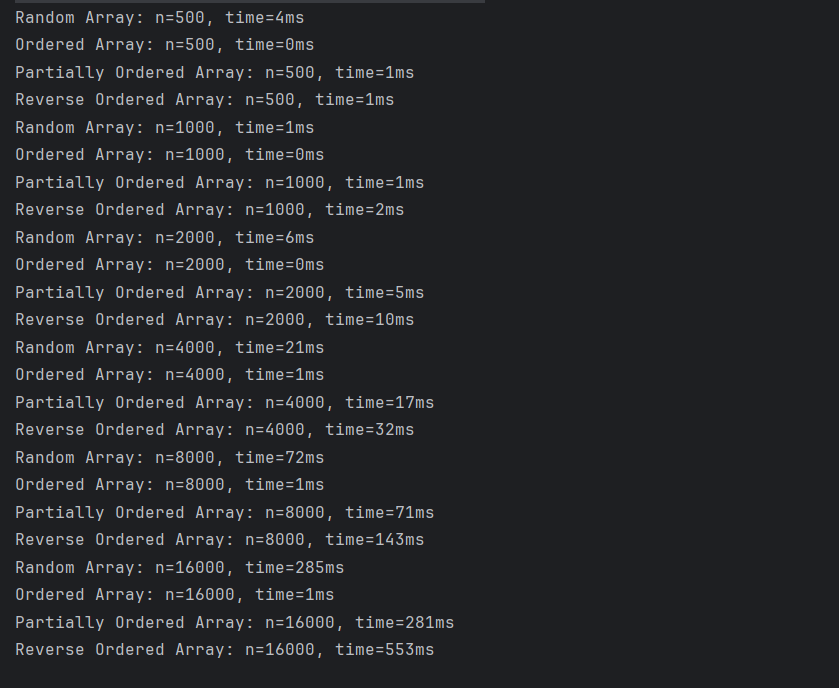 Random Array: n=500, time=4ms
Ordered Array: n=500, time=0ms
Partially Ordered Array: n=500, time=1ms
Reverse Ordered Array: n=500, time=1ms
Random Array: n=1000, time=1ms
Ordered Array: n=1000, time=0ms
Partially Ordered Array: n=1000, time=1ms
Reverse Ordered Array: n=1000, time=2ms
Random Array: n=2000, time=6ms
Ordered Array: n=2000, time=0ms
Partially Ordered Array: n=2000, time=5ms
Reverse Ordered Array: n=2000, time=10ms
Random Array: n=4000, time=21ms
Ordered Array: n=4000, time=1ms
Partially Ordered Array: n=4000, time=17ms
Reverse Ordered Array: n=4000, time=32ms
Random Array: n=8000, time=72ms
Ordered Array: n=8000, time=1ms
Partially Ordered Array: n=8000, time=71ms
Reverse Ordered Array: n=8000, time=143ms
Random Array: n=16000, time=285ms
Ordered Array: n=16000, time=1ms
Partially Ordered Array: n=16000, time=281ms
Reverse Ordered Array: n=16000, time=553ms